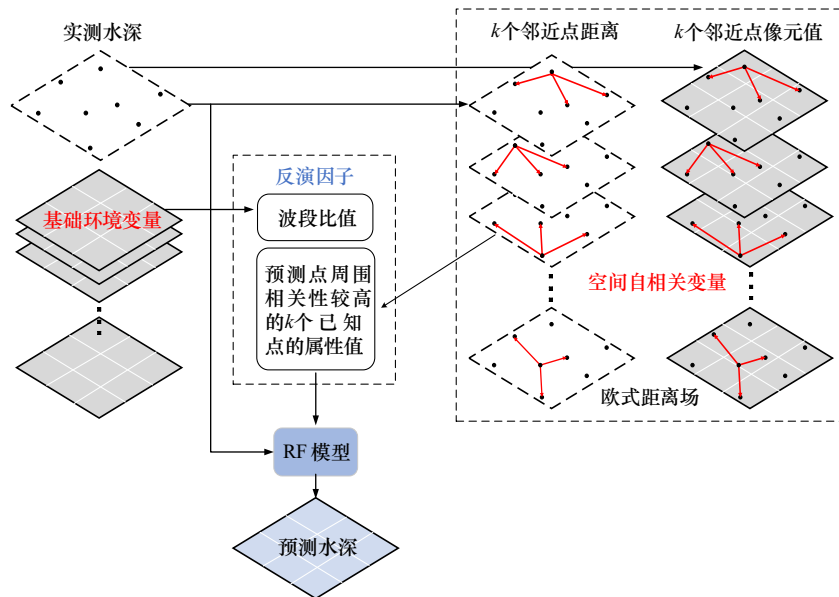 实测水深
k个邻近点距离
k个邻近点像元值
反演因子
基础环境变量
波段比值
预测点周围
相关性较高
的k个已知
点的属性值
空间自相关变量
欧式距离场
RF模型
预测水深